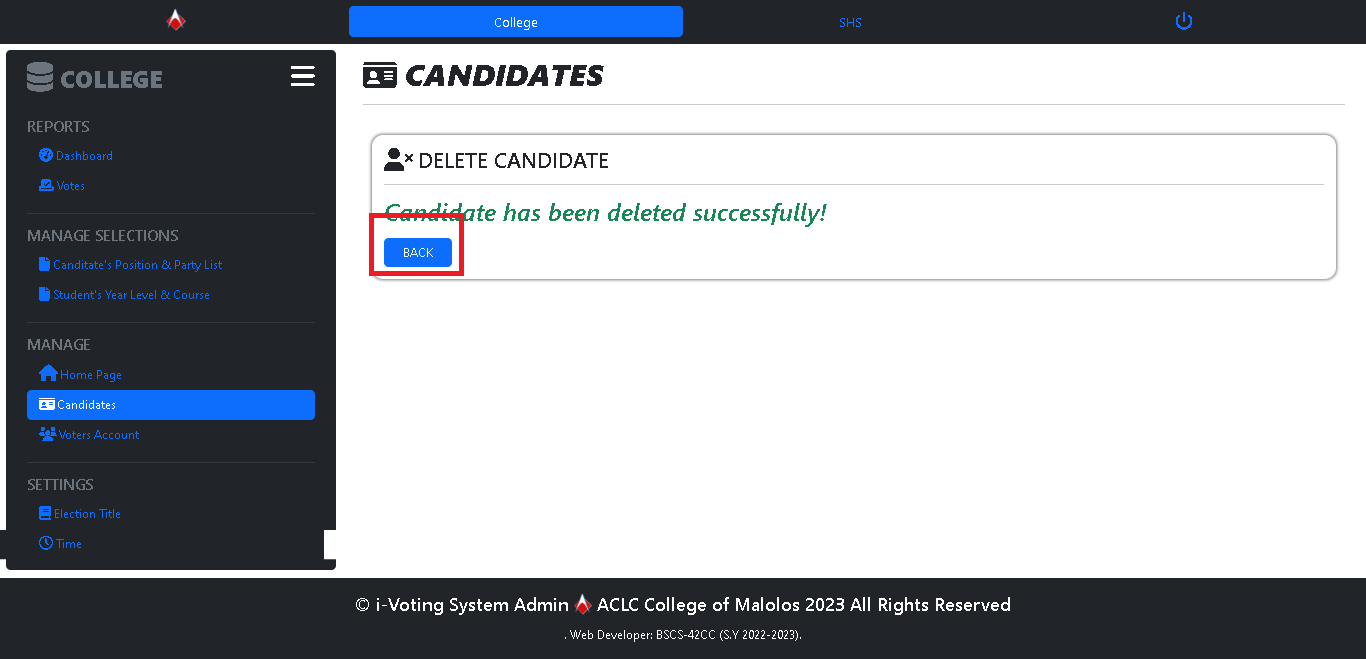 College
SHS
COLLEGE
REPORTS
Dashboard
Votes
MANAGE SELECTIONS
Canditate's Position & Party List
Student's Year Level & Course
MANAGE
Home Page
Candidates
Voters Account
SETTINGS
Election Title
Time
CANDIDATES
DELETE CANDIDATE
Candidate has been deleted successfully!
BACK
© i-Voting System Admin ACLC College of Malolos 2023 All Rights Reserved
. Web Developer: BSCS-42CC (S.Y 2022-2023).